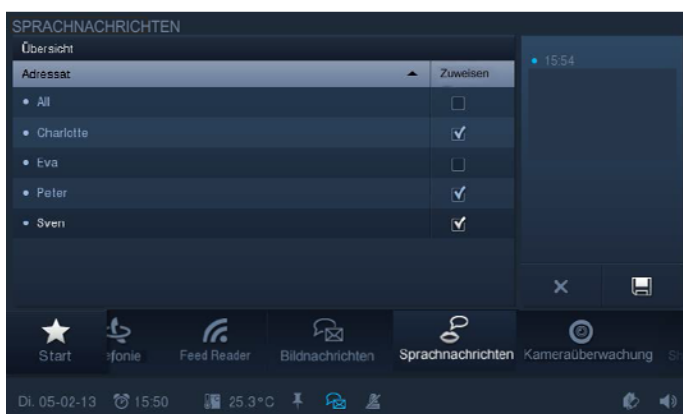 SPRACHNACHRICHTEN
Übersicht
Adressat Zuweisen
15:54
All
Charlotte
Eva
Peter
Sven
Start efonie Feed Reader Bildnachrichten Sprachnachrichten Kameraüberwachung
Di. 05-02-13 15:50 25.3°C